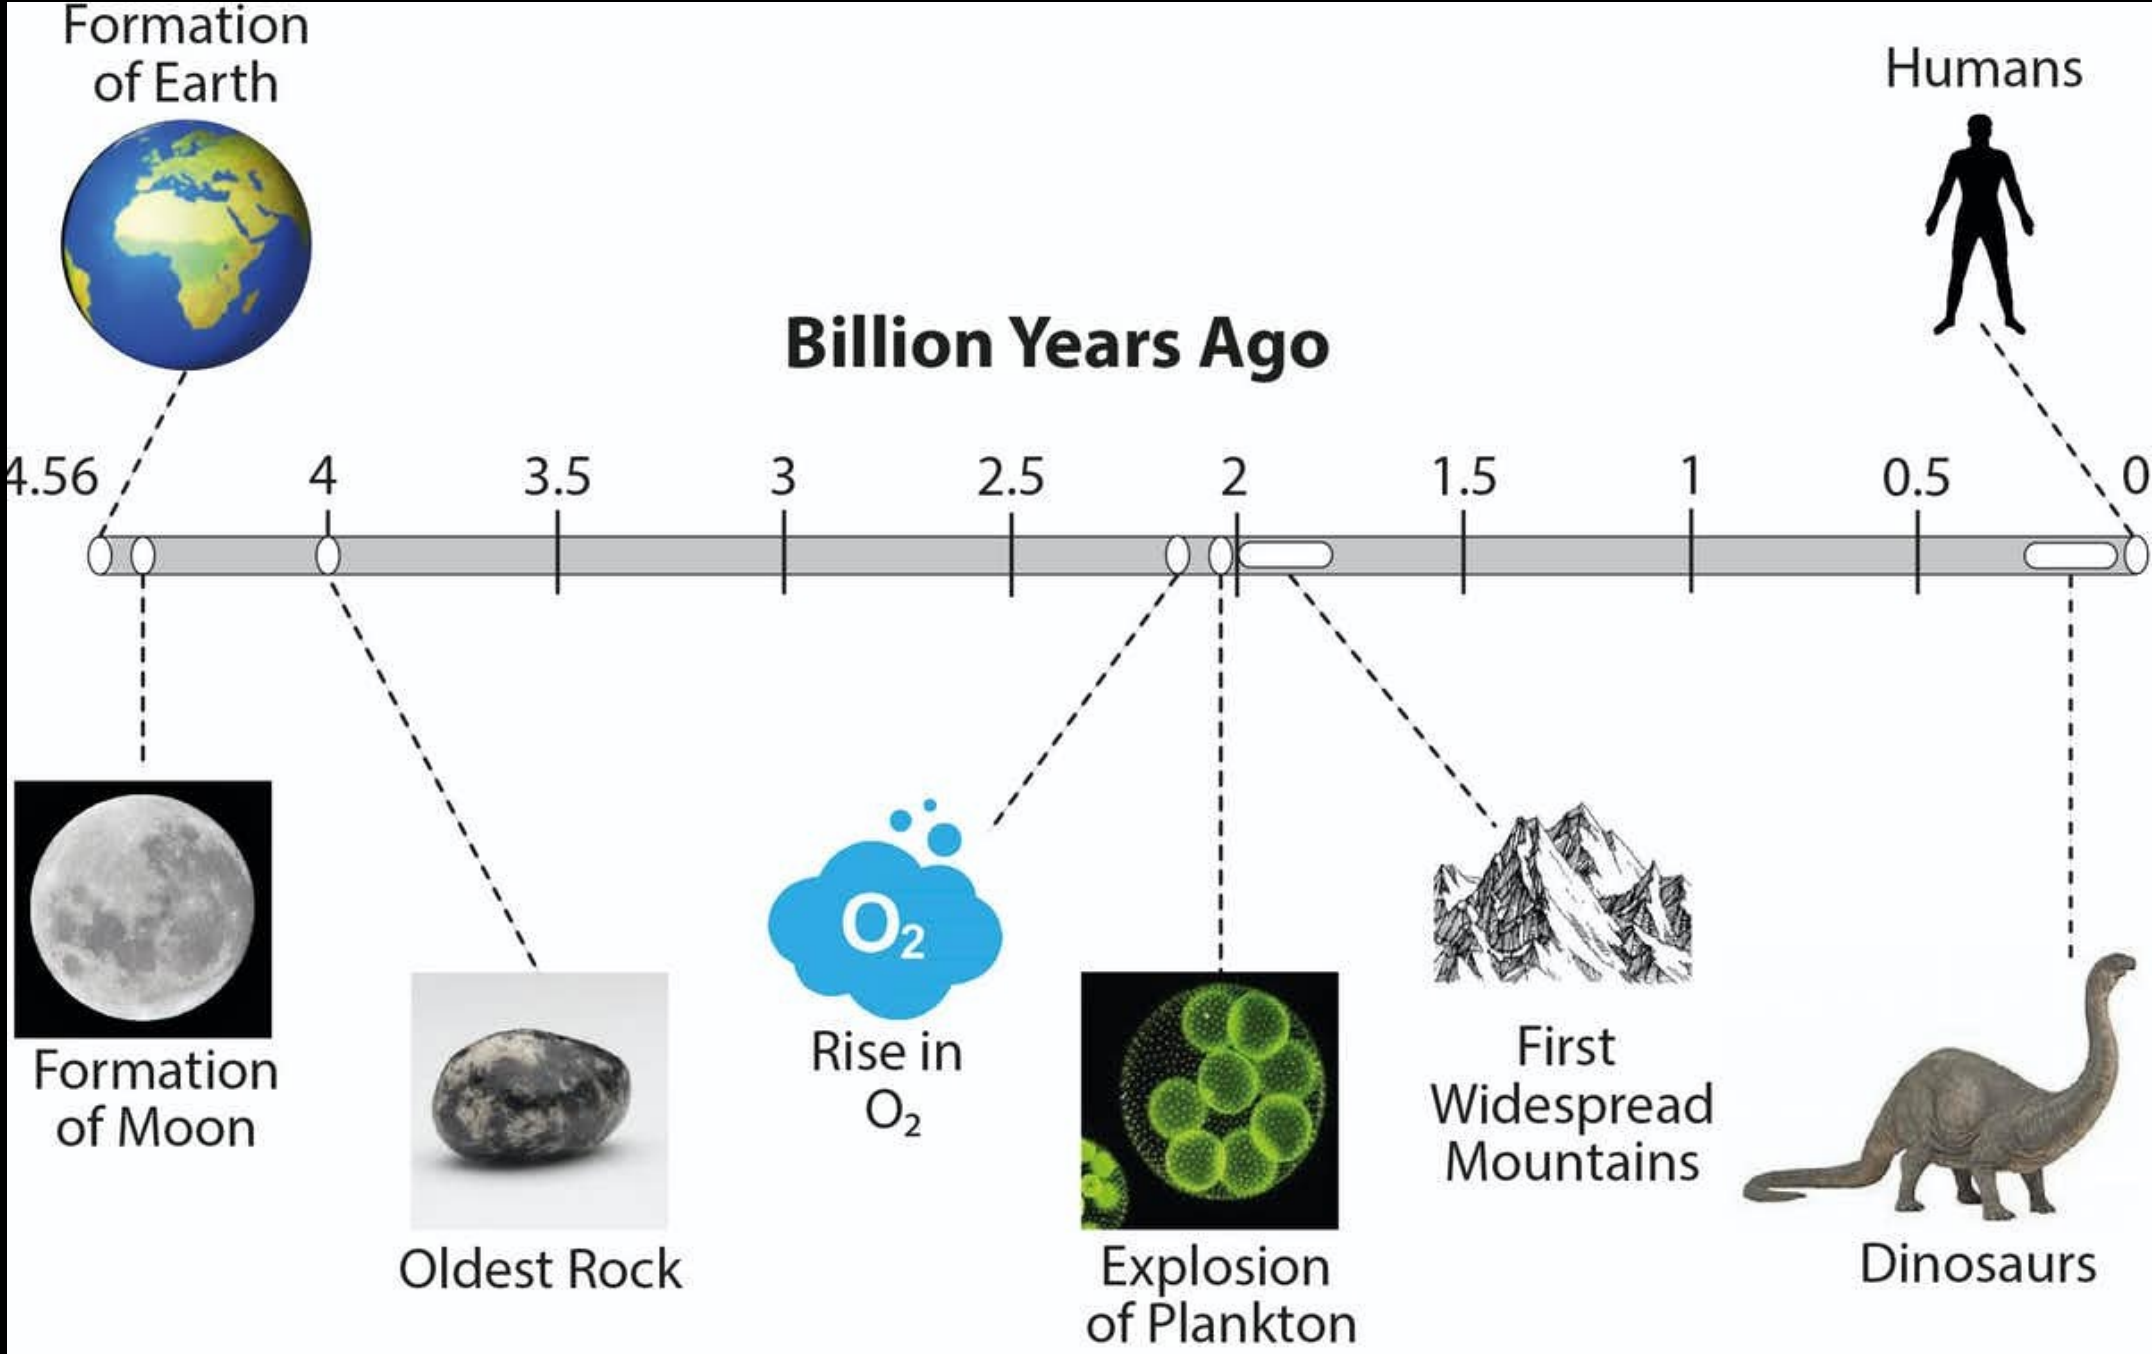 Formation
of Earth
Humans
Billion Years Ago
4.56 4 3.5 3 2.5 2 1.5 1 0.5 0
O₂
Formation
of Moon
Oldest Rock
Rise in
O₂
Explosion
of Plankton
First
Widespread
Mountains
Dinosaurs